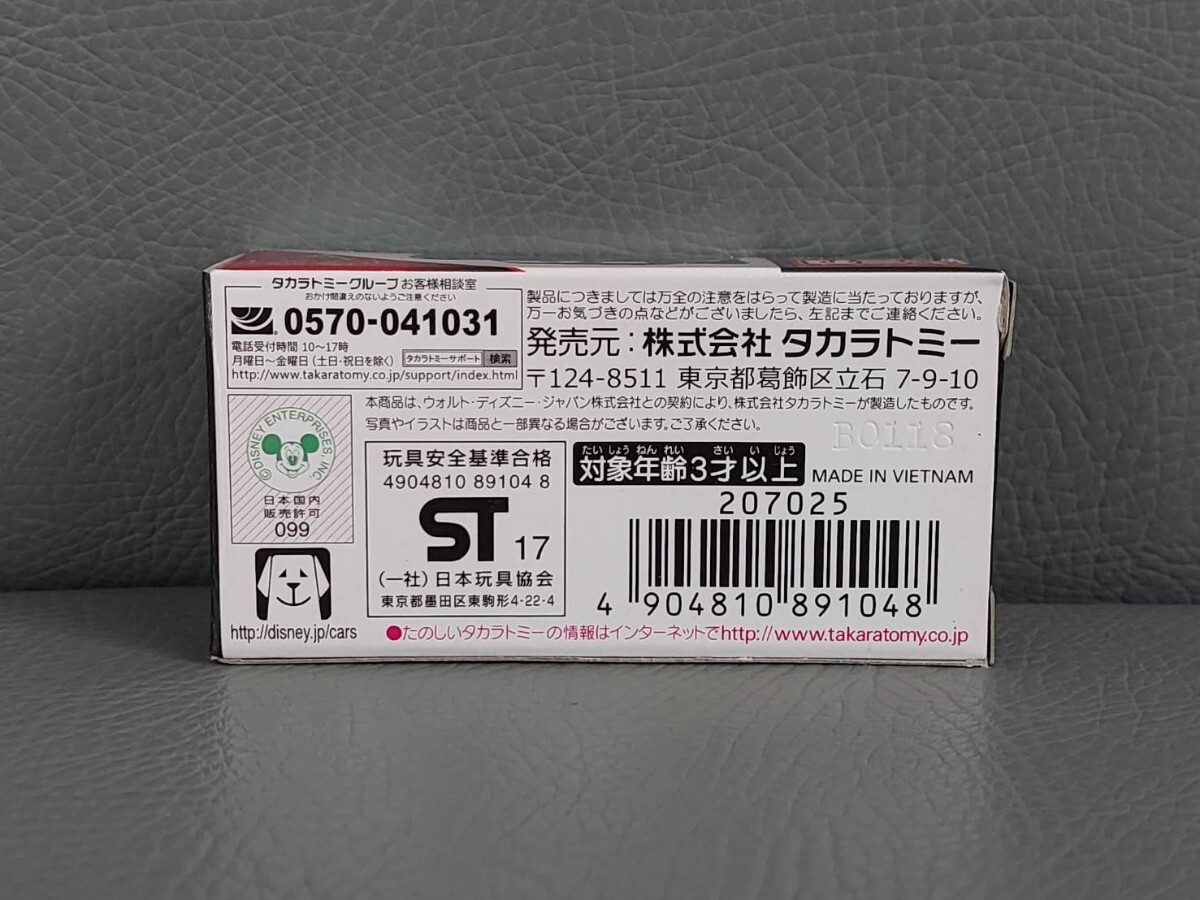 タカラトミーグループ お客様相談室
おかけ間違えのないようご注意ください
0570-041031
電話受付時間 10〜17時
月曜日〜金曜日 (土日・祝日を除く) タカラトミーサポート 検索
http://www.takaratomy.co.jp/support/index.html
製品につきましては万全の注意をはらって製造に当たっておりますが、
万一お気づきの点などがございましたら、左記までご連絡ください。
発売元：株式会社 タカラトミー
〒124-8511 東京都葛飾区立石 7-9-10
本商品は、ウォルト・ディズニー・ジャパン株式会社との契約により、株式会社タカラトミーが製造したものです。
写真やイラストは商品と一部異なる場合がございます。ご了承ください。
B0118
©DISNEY ENTERPRISES, INC.
日本国内
販売許可
099
http://disney.jp/cars
玩具安全基準合格
4904810 89104 8
ST 17
(一社) 日本玩具協会
東京都墨田区東駒形4-22-4
たいしょうねんれい さいいじょう
対象年齢3才以上
MADE IN VIETNAM
207025
4 904810 891048
●たのしいタカラトミーの情報はインターネットでhttp://www.takaratomy.co.jp